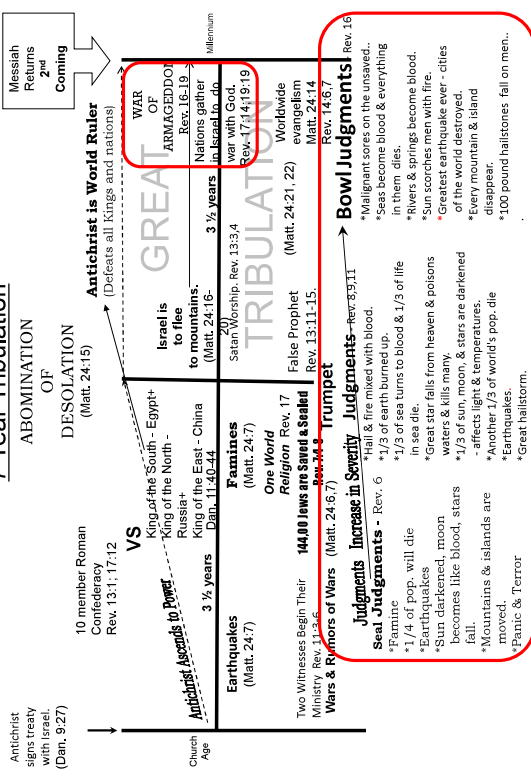 7 Year Tribulation
ABOMINATION
OF
DESOLATION
(Matt. 24:15)
Messiah
Returns
2nd
Coming
Antichrist
signs treaty
with Israel.
(Dan. 9:27)
10 member Roman
Confederacy
Rev. 13:1; 17:12
Antichrist is World Ruler
(Defeats all Kings and nations)
Church
Age
Antichrist Ascends to Power
VS
King of the South - Egypt+
King of the North -
Russia+
King of the East - China
Dan. 11:40-44
3 ½ years
Israel is
to flee
to mountains.
(Matt. 24:16-
20)
GREAT
3 ½ years
WAR
OF
ARMAGEDDON
Rev. 16-19
Nations gather
in Israel to do
war with God.
Rev. 17:14;19:19
Millennium
Earthquakes
(Matt. 24:7)
Famines
(Matt. 24:7)
One World
Religion Rev. 17
144,00 Jews are Saved & Sealed
Rev. 7:4-8
Two Witnesses Begin Their
Ministry Rev. 11:3-6
Wars & Rumors of Wars (Matt. 24:6,7)
Satan Worship. Rev. 13:3,4
TRIBULATION
(Matt. 24:21, 22)
False Prophet
Rev. 13:11-15.
Worldwide
evangelism
Matt. 24:14
Rev. 14:6,7
Judgments Increase in Severity
Seal Judgments - Rev. 6
*Famine
*1/4 of pop. will die
*Earthquakes
*Sun darkened, moon
becomes like blood, stars
fall.
*Mountains & islands are
moved.
*Panic & Terror
Trumpet
Judgments - Rev. 8,9,11
*Hail & fire mixed with blood.
*1/3 of earth burned up.
*1/3 of sea turns to blood & 1/3 of life
in sea die.
*Great star falls from heaven & poisons
waters & kills many.
*1/3 of sun, moon, & stars are darkened
- affects light & temperatures.
*Another 1/3 of world's pop. die
*Earthquakes.
*Great hailstorm.
Bowl Judgments Rev. 16
*Malignant sores on the unsaved..
*Seas become blood & everything
in them dies.
*Rivers & springs become blood.
*Sun scorches men with fire.
*Greatest earthquake ever - cties
of the world destroyed.
*Every mountain & island
disappear.
*100 pound hailstones fall on men..
.